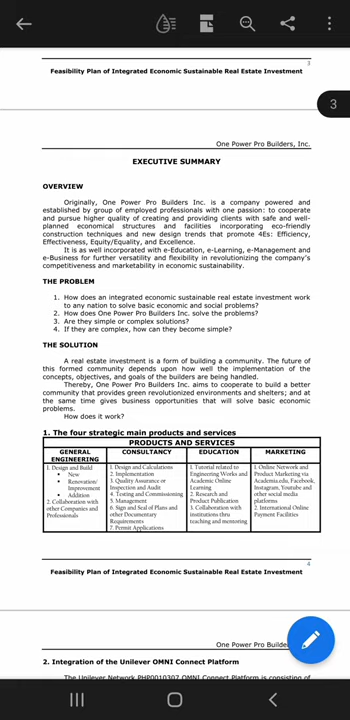 3
Feasibility Plan of Integrated Economic Sustainable Real Estate Investment
3
One Power Pro Builders, Inc.
EXECUTIVE SUMMARY
OVERVIEW
Originally, One Power Pro Builders Inc. is a company powered and
established by group of employed professionals with one passion: to cooperate
and pursue higher quality of creating and providing clients with safe and well-
planned economical structures and facilities incorporating eco-friendly
construction techniques and new design trends that promote 4Es: Efficiency,
Effectiveness, Equity/Equality, and Excellence.
It is as well incorporated with e-Education, e-Learning, e-Management and
e-Business for further versatility and flexibility in revolutionizing the company's
competitiveness and marketability in economic sustainability.
THE PROBLEM
1. How does an integrated economic sustainable real estate investment work
to any nation to solve basic economic and social problems?
2. How does One Power Pro Builders Inc. solve the problems?
3. Are they simple or complex solutions?
4. If they are complex, how can they become simple?
THE SOLUTION
A real estate investment is a form of building a community. The future of
this formed community depends upon how well the implementation of the
concepts, objectives, and goals of the builders are being handled.
Thereby, One Power Pro Builders Inc. aims to cooperate to build a better
community that provides green revolutionized environments and shelters; and at
the same time gives business opportunities that will solve basic economic
problems.
How does it work?
1. The four strategic main products and services
PRODUCTS AND SERVICES
GENERAL ENGINEERING
CONSULTANCY
EDUCATION
MARKETING
1. Design and Build
• New
• Renovation/
Improvement
• Addition
2. Collaboration with
other Companies and
Professionals
1. Design and Calculations
2. Implementation
3. Quality Assurance or
Inspection and Audit
4. Testing and Commissioning
5. Management
6. Sign and Seal of Plans and
other Documentary
Requirements
7. Permit Applications
1. Tutorial related to
Engineering Works and
Academic Online
Learning
2. Research and
Product Publication
3. Collaboration with
institutions thru
teaching and mentoring
1. Online Network and
Product Marketing via
Academia.edu, Facebook,
Instagram, Youtube and
other social media
platforms
2. International Online
Payment Facilities
4
Feasibility Plan of Integrated Economic Sustainable Real Estate Investment
One Power Pro
2. Integration of the Unilever OMNI Connect Platform
The Unilever Network PHP0010307 OMNI Connect Platform is consisting of